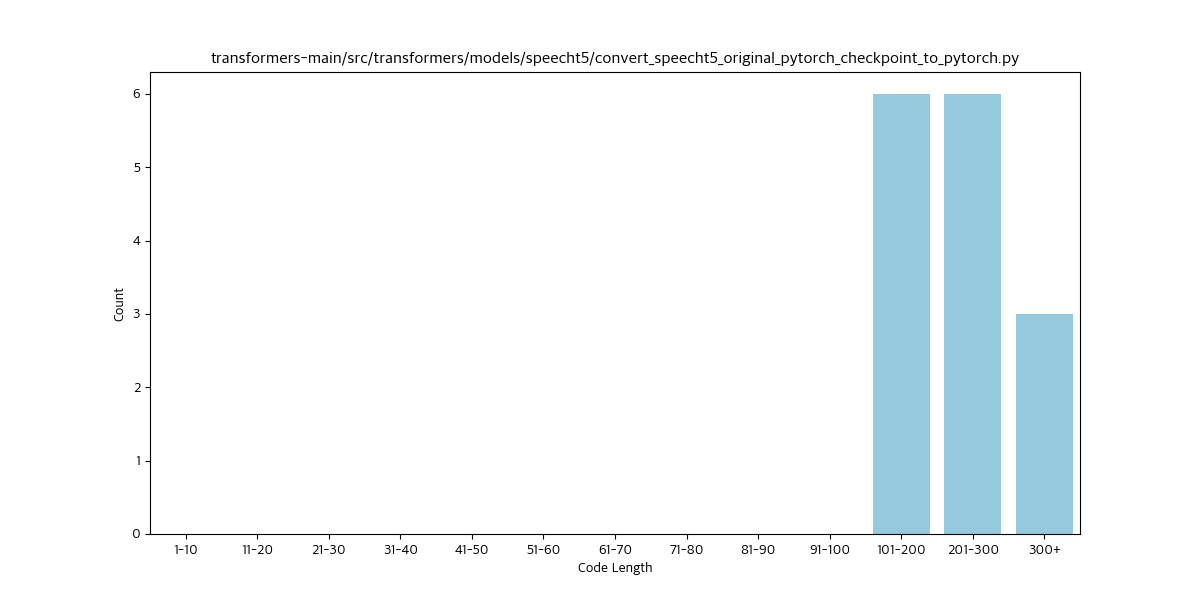 transformers-main/src/transformers/models/speecht5/convert_speecht5_original_pytorch_checkpoint_to_pytorch.py
6
5
4
3
2
1
0
Count
1-10 11-20 21-30 31-40 41-50 51-60 61-70 71-80 81-90 91-100 101-200 201-300 300+
Code Length